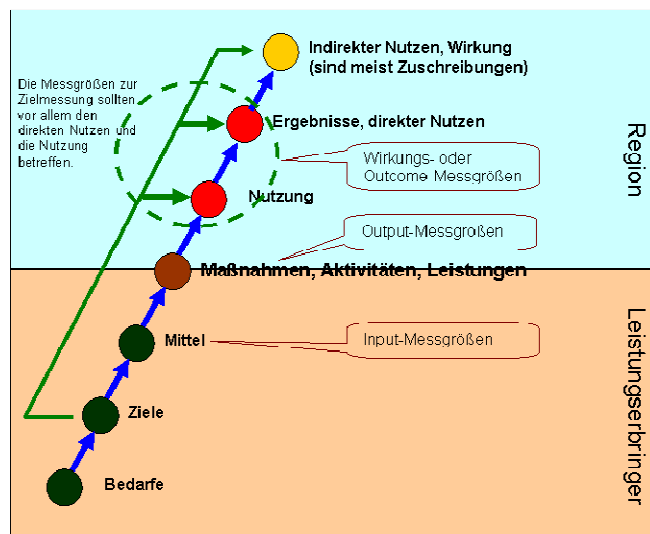 Indirekter Nutzen, Wirkung
(sind meist Zuschreibungen)
Die Messgrößen zur
Zielmessung sollten
vor allem den
direkten Nutzen und
die Nutzung
betreffen.
Ergebnisse, direkter Nutzen
Wirkungs- oder
Outcome Messgrößen
Region
Nutzung
Output-Messgroßen
Maßnahmen, Aktivitäten, Leistungen
Mittel
Input-Messgrößen
Leistungserbringer
Ziele
Bedarfe